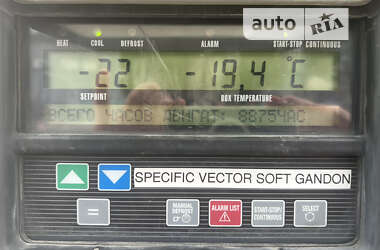 auto RIA
HEAT COOL DEFROST ALARM START-STOP CONTINUOUS
-22 -19,4 °C
SETPOINT BOX TEMPERATURE
ВСЕГО ЧАСОВ ДВИГАТ: 88754ЧАС
SPECIFIC VECTOR SOFT GANDON
= MANUAL DEFROST ALARM LIST START-STOP CONTINUOUS SELECT